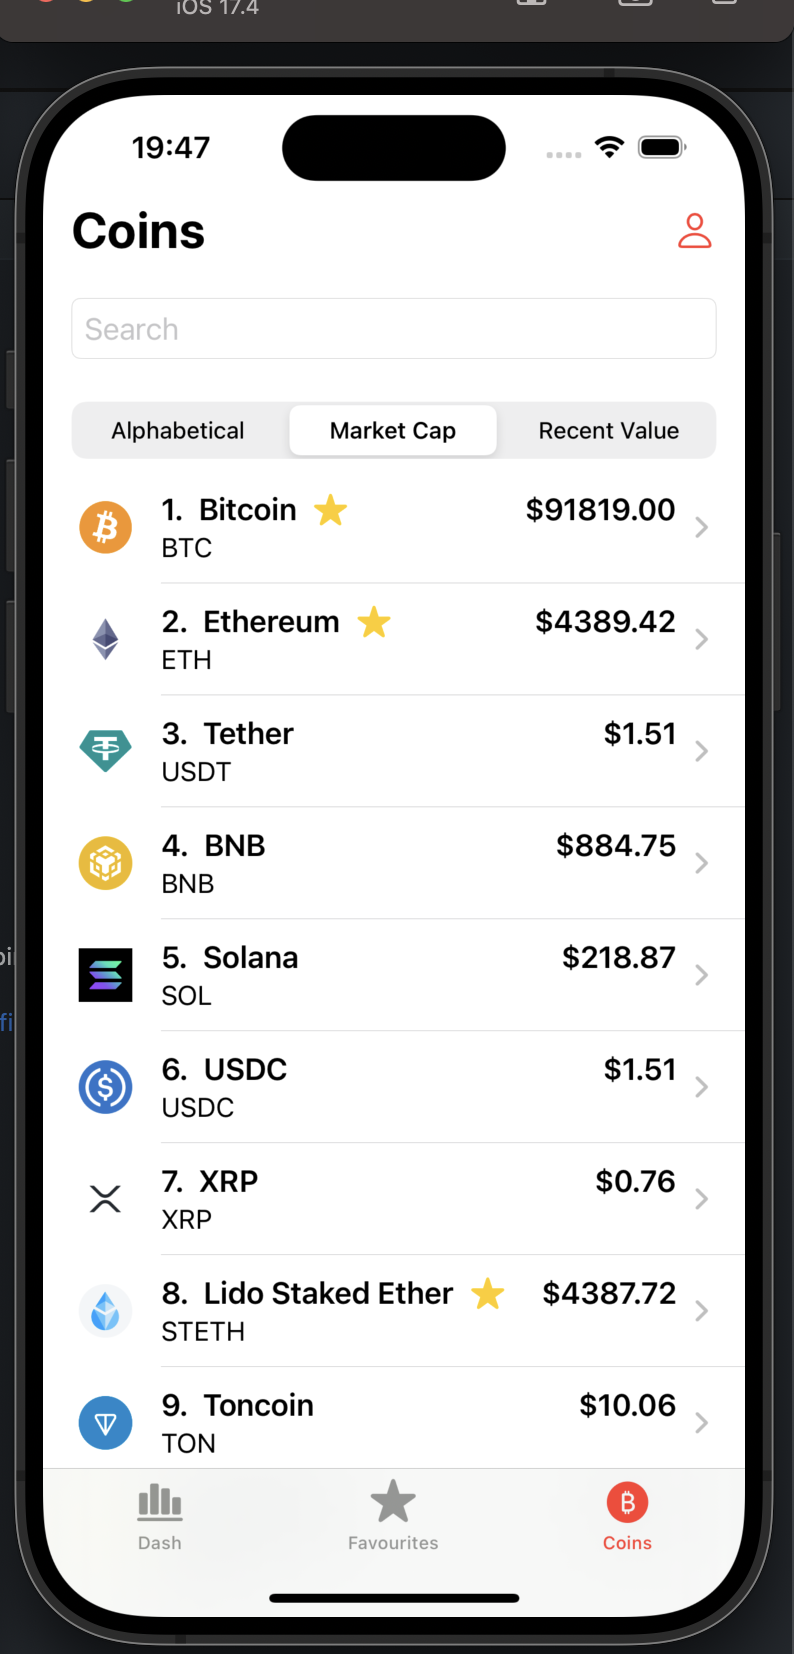 iOS 17.4
19:47
Coins
Search
Alphabetical Market Cap Recent Value
1. Bitcoin $91819.00
BTC
2. Ethereum $4389.42
ETH
3. Tether $1.51
USDT
4. BNB $884.75
BNB
5. Solana $218.87
SOL
6. USDC $1.51
USDC
7. XRP $0.76
XRP
8. Lido Staked Ether $4387.72
STETH
9. Toncoin $10.06
TON
Dash Favourites Coins